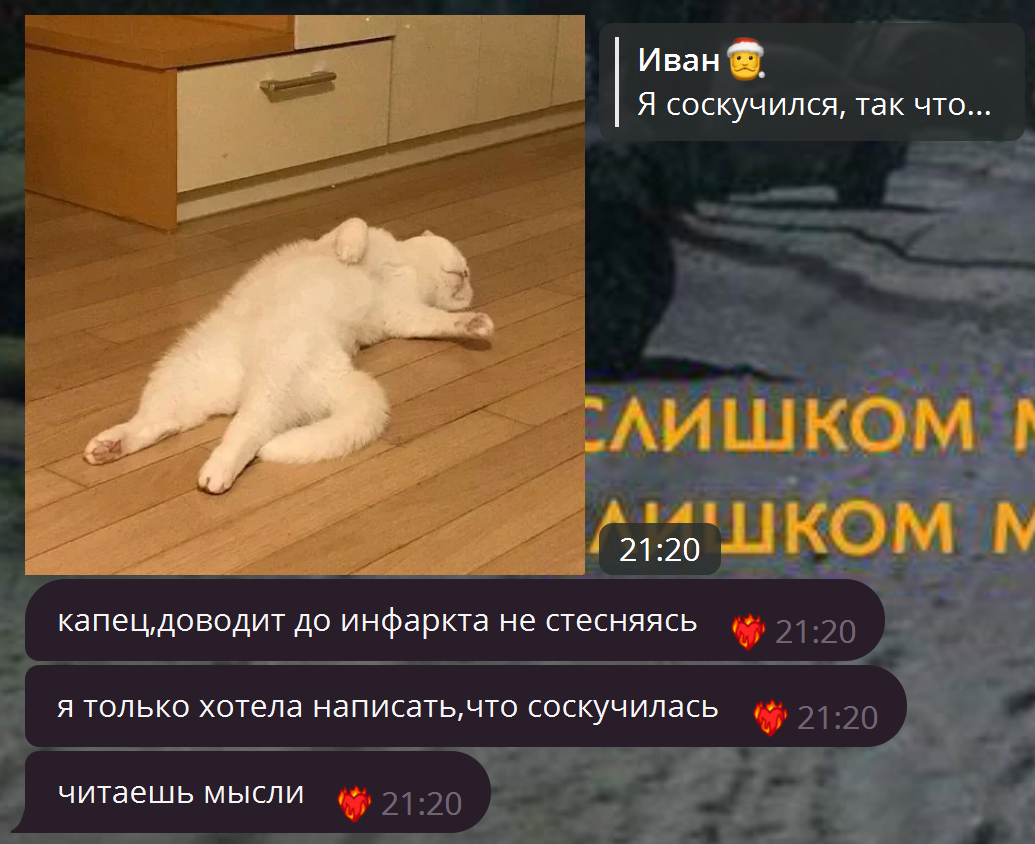 Иван
Я соскучился, так что...
СЛИШКОМ
СЛИШКОМ
21:20
капец,доводит до инфаркта не стесняясь 21:20
я только хотела написать,что соскучилась 21:20
читаешь мысли 21:20